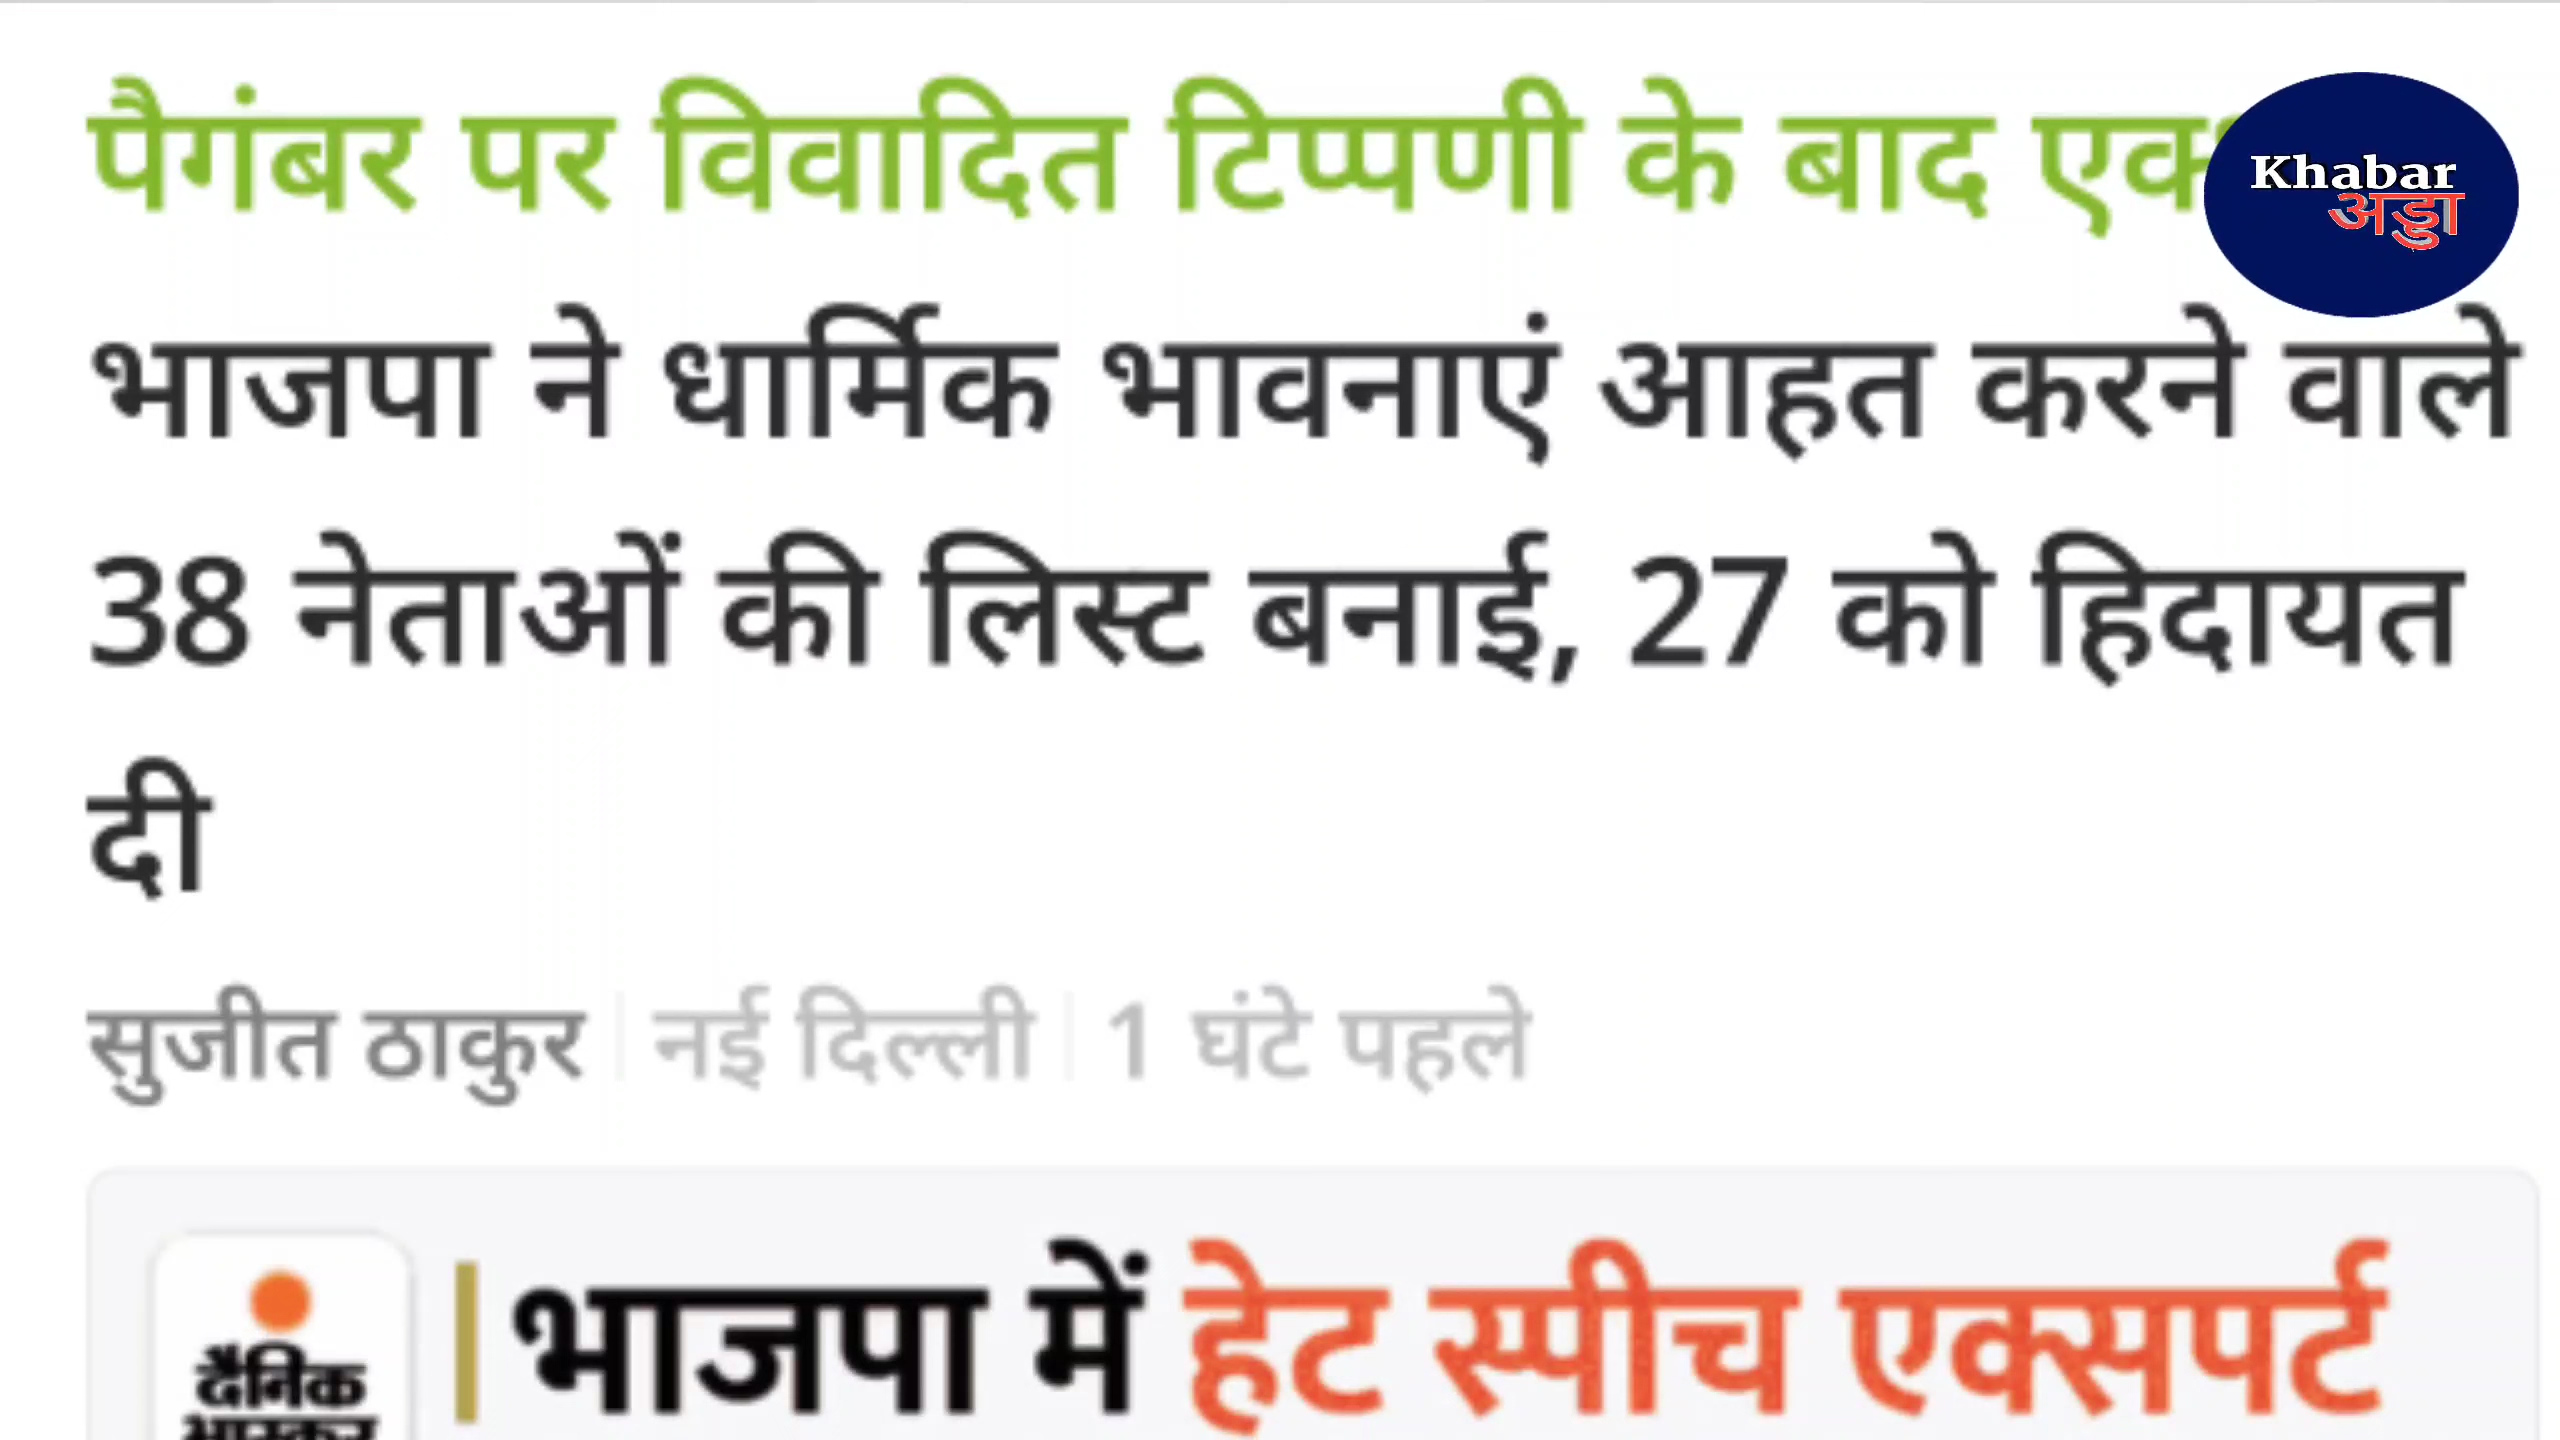 पैगंबर पर विवादित टिप्पणी के बाद
Khabar
अड्डा
भाजपा ने धार्मिक भावनाएं आहत करने वाले
38 नेताओं की लिस्ट बनाई, 27 को हिदायत
दी
सुजीत ठाकुर | नई दिल्ली | 1 घंटे पहले
दैनिक
भास्कर
भाजपा में हेट स्पीच एक्सपर्ट